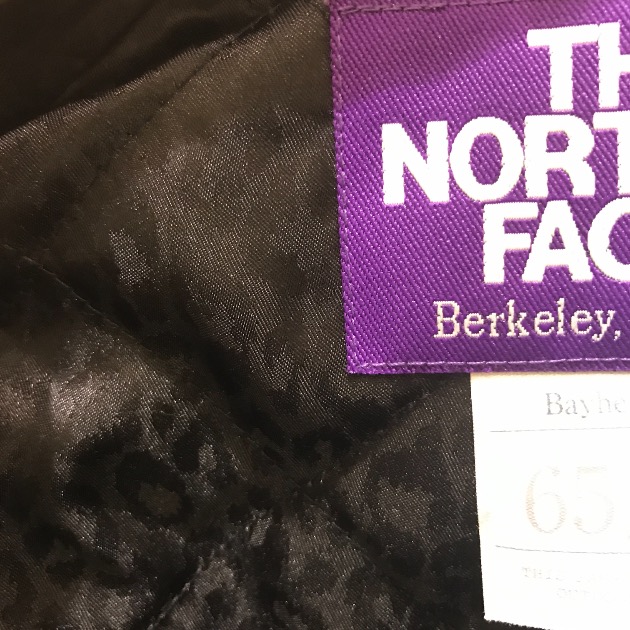 TH
NORT
FAC
Berkeley,
Bayhe
65